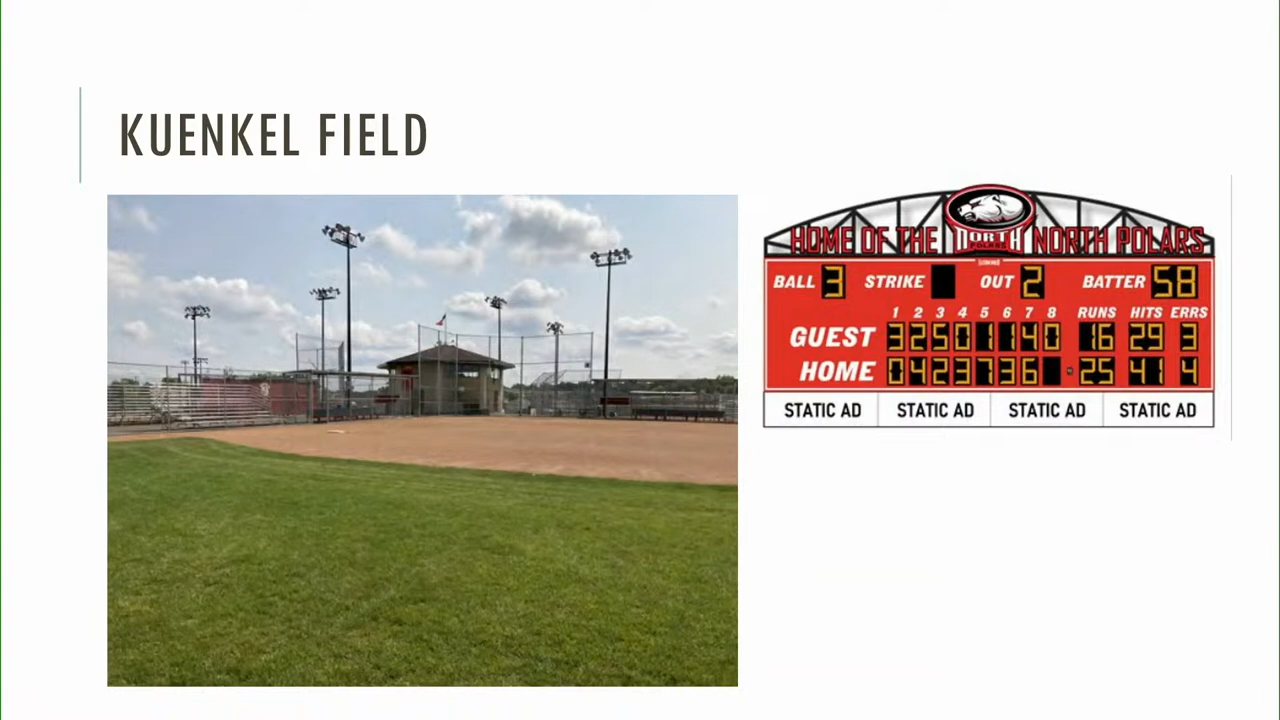 KUENKEL FIELD
HOME OF THE NORTH NORTH POLARS
POLARS
BALL 3 STRIKE OUT 2 BATTER 58
1 2 3 4 5 6 7 8 RUNS HITS ERRS
GUEST 3 2 5 0 1 1 4 0 16 29 3
HOME 0 4 2 3 7 3 6 25 41 4
STATIC AD STATIC AD STATIC AD STATIC AD